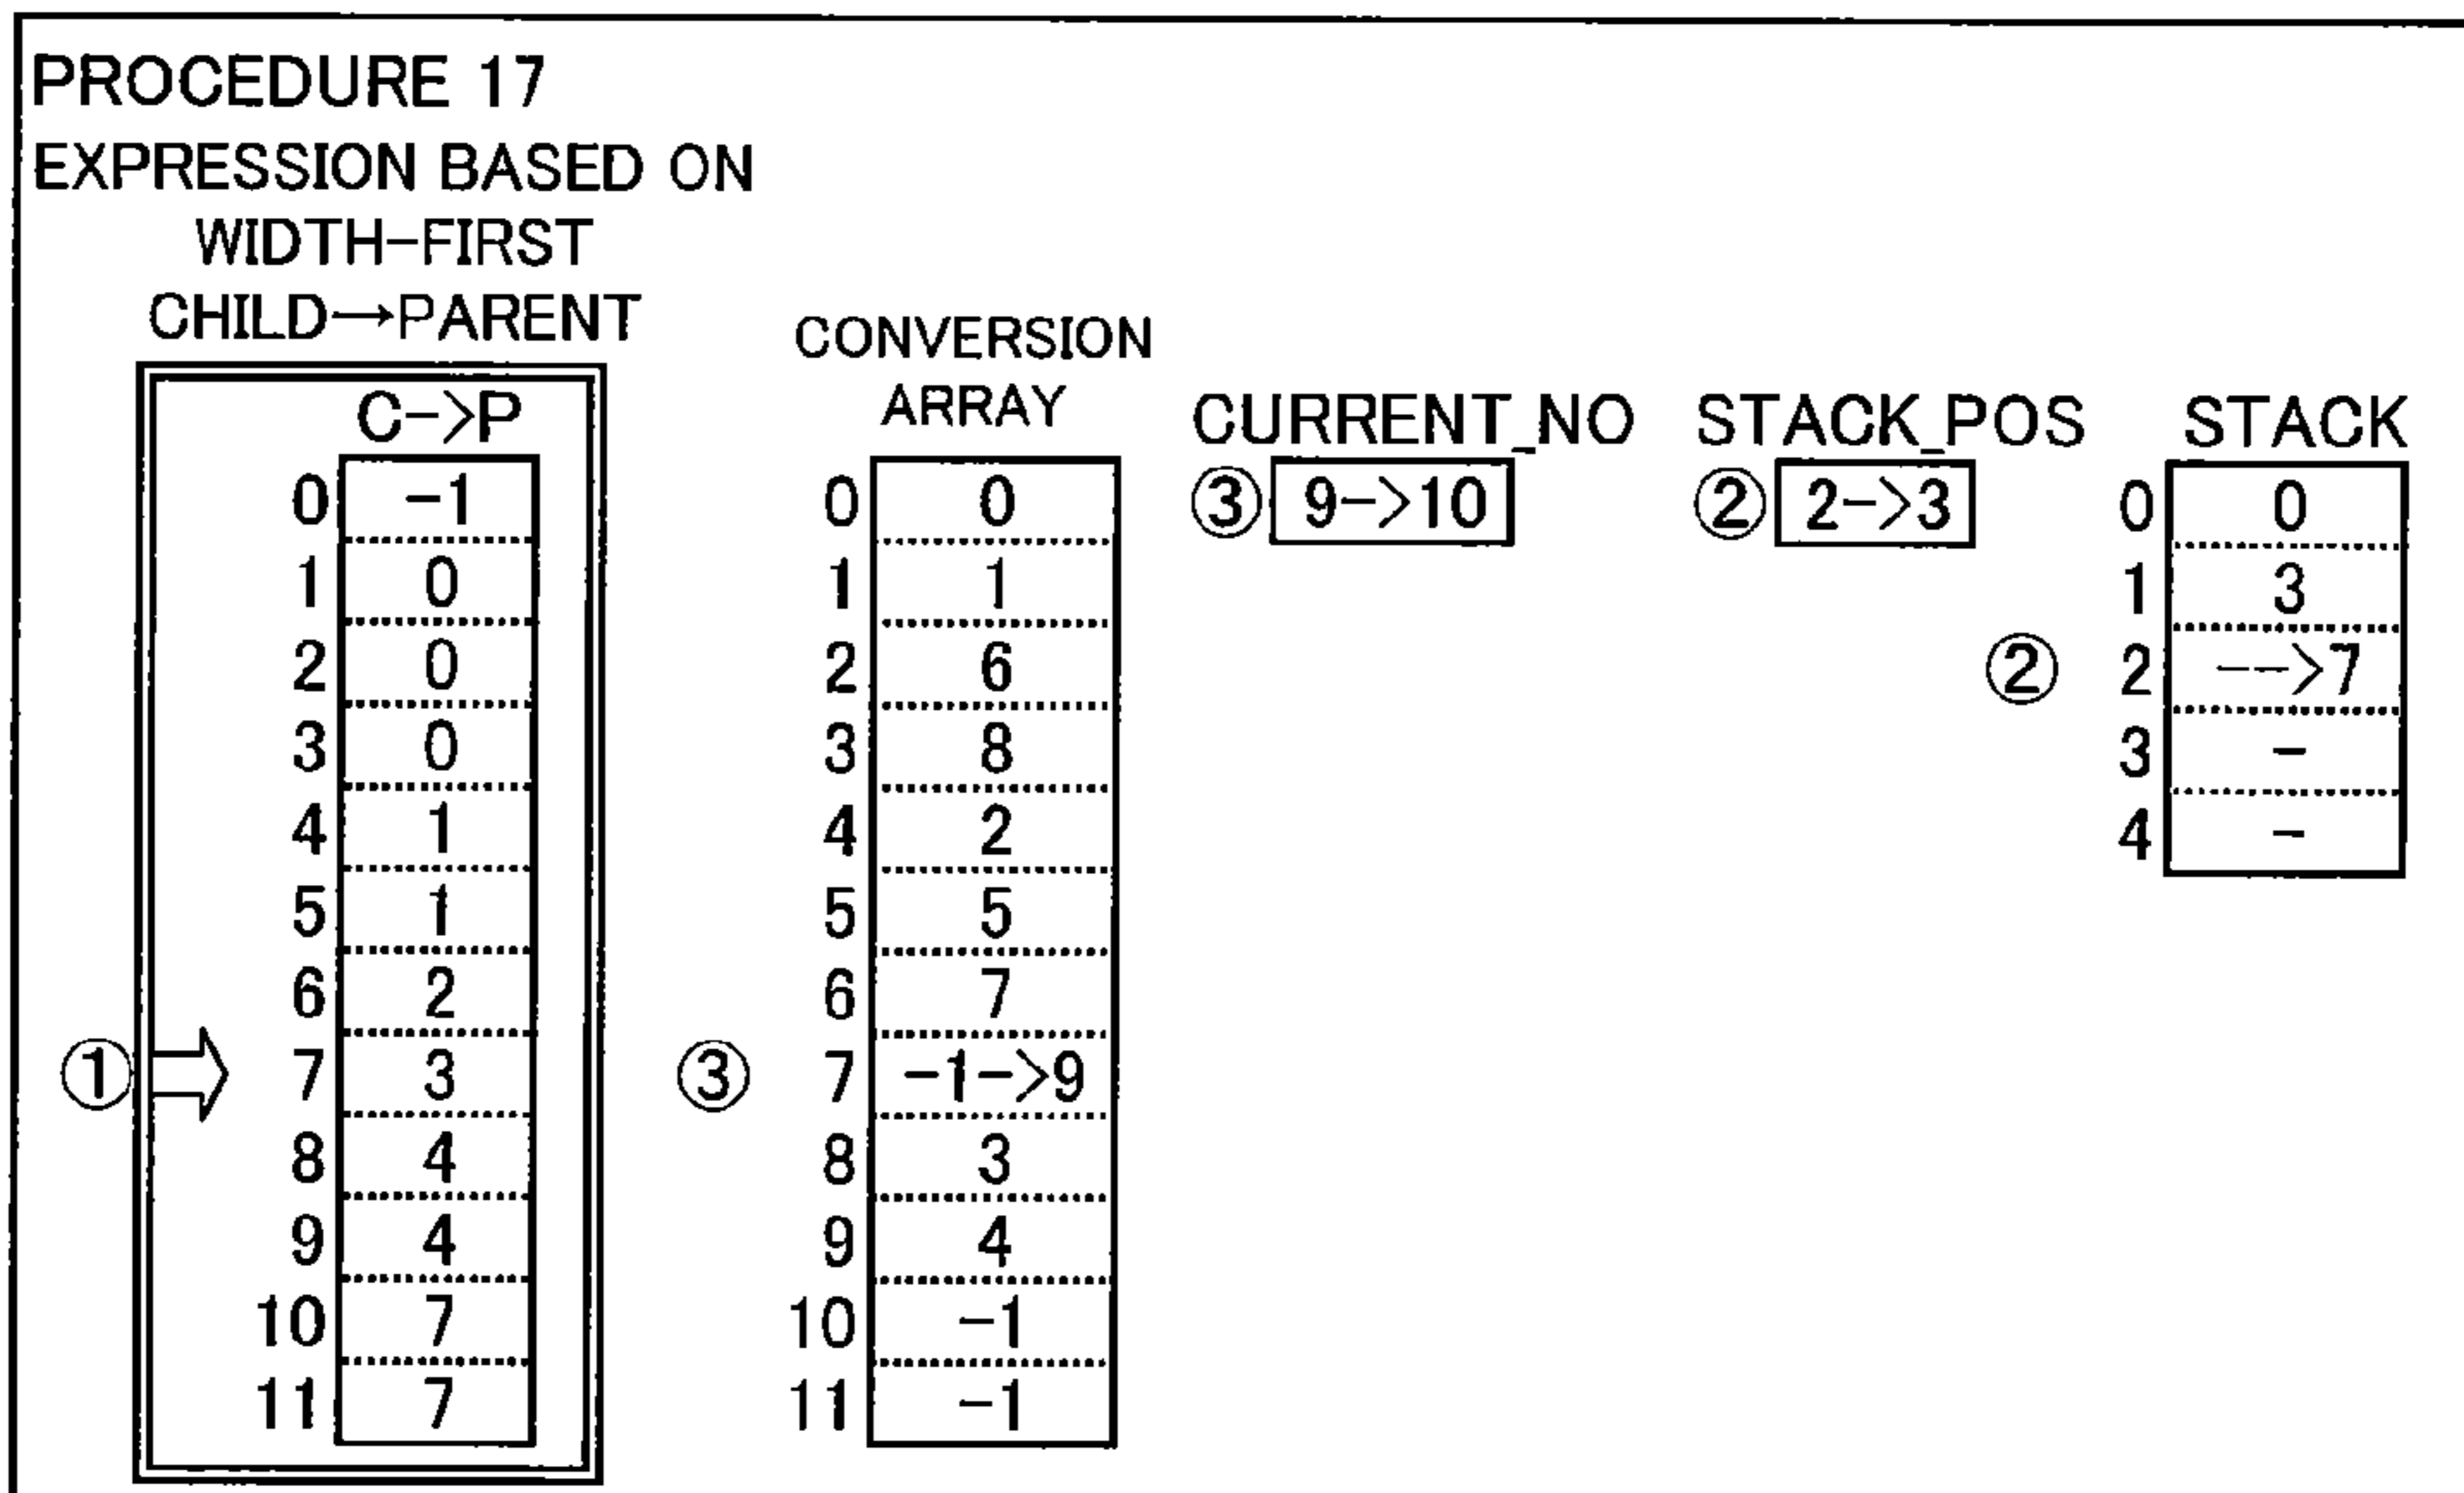 PROCEDURE 17
EXPRESSION BASED ON
WIDTH-FIRST
CHILD→PARENT
C->P
0 -1
1 0
2 0
3 0
4 1
5 1
6 2
① 7 3
8 4
9 4
10 7
11 7
CONVERSION
ARRAY
0 0
1 1
2 6
3 8
4 2
5 5
6 7
③ 7 -1->9
8 3
9 4
10 -1
11 -1
CURRENT_NO
③ 9->10
STACK_POS
② 2->3
STACK
0 0
1 3
② 2 -->7
3 -
4 -